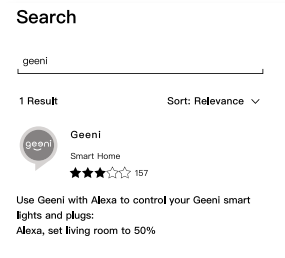 Search
geeni
1 Result Sort: Relevance
geeni
Geeni
Smart Home
157
Use Geeni with Alexa to control your Geeni smart
lights and plugs:
Alexa, set living room to 50%